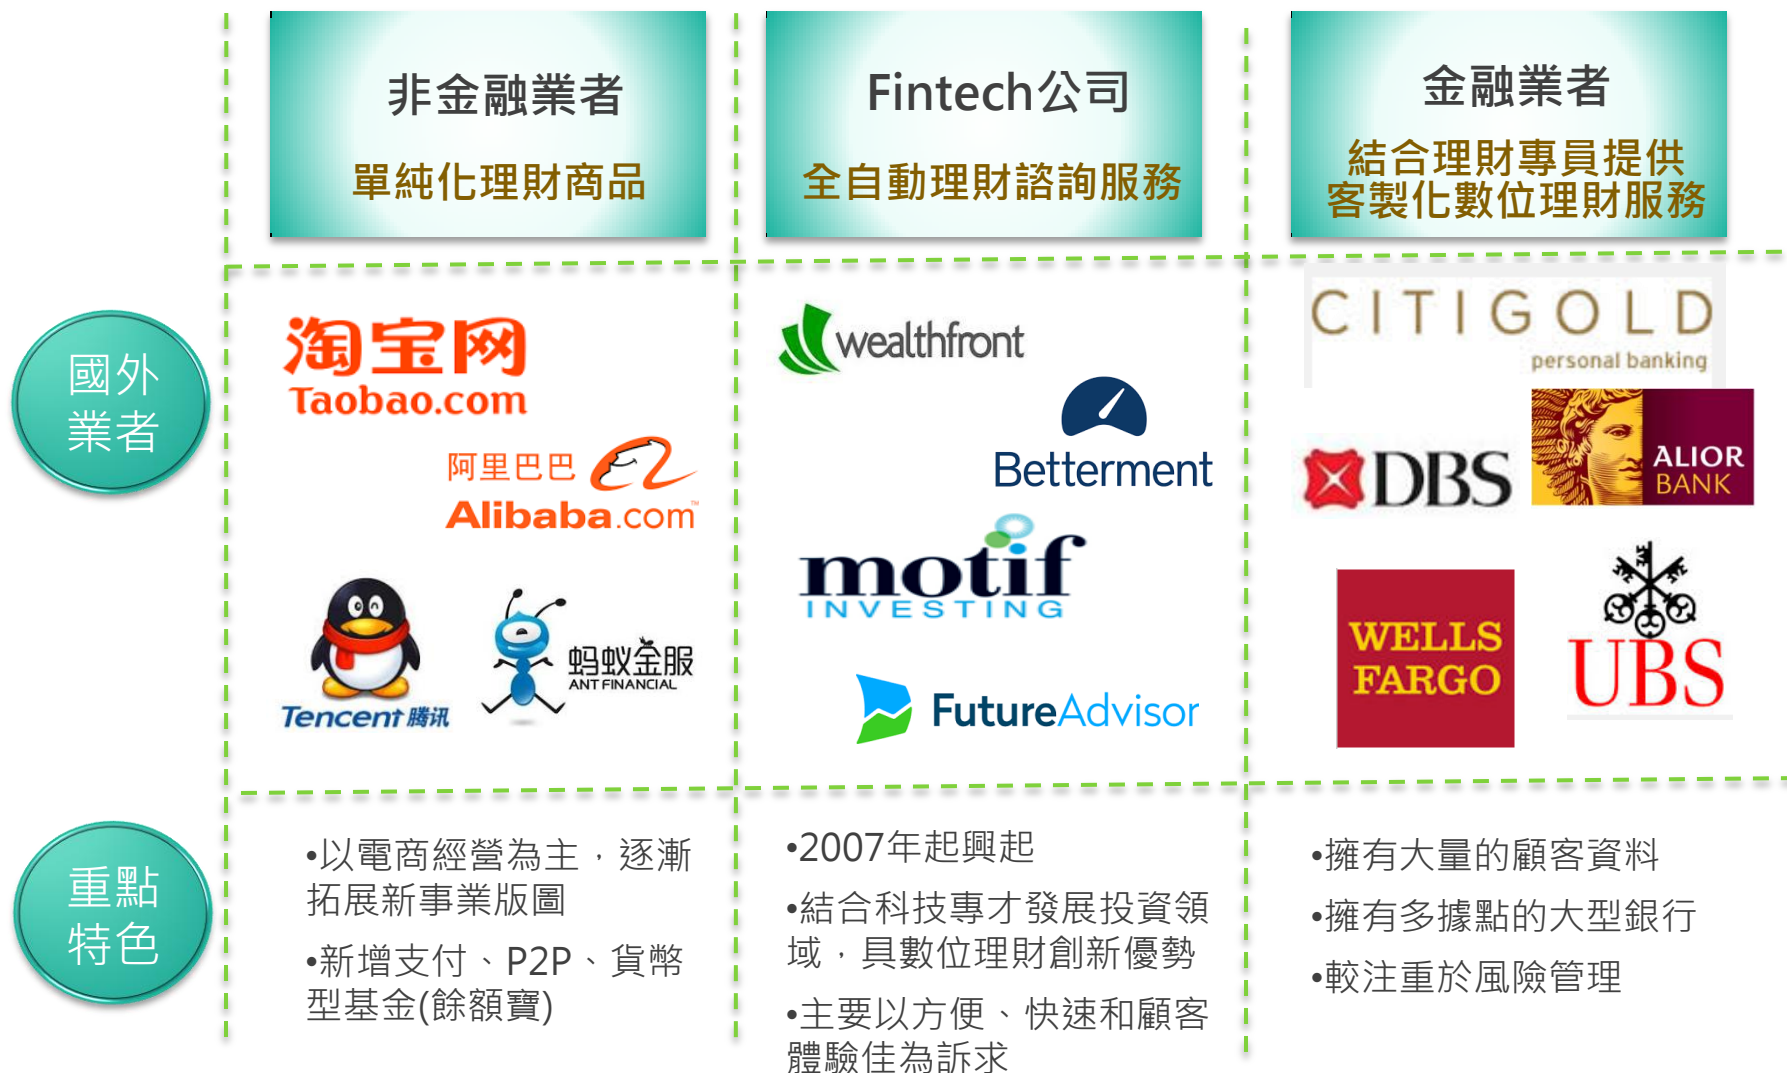 非金融業者
單純化理財商品
Fintech公司
全自動理財諮詢服務
金融業者
結合理財專員提供
客製化數位理財服務
國外
業者
淘宝网
Taobao.com
阿里巴巴
Alibaba.com™
Tencent 腾讯
蚂蚁金服
ANT FINANCIAL
wealthfront
Betterment
motif
INVESTING
FutureAdvisor
CITIGOLD
personal banking
DBS
ALIOR
BANK
WELLS
FARGO
UBS
重點
特色
•以電商經營為主，逐漸
拓展新事業版圖
•新增支付、P2P、貨幣
型基金(餘額寶)
•2007年起興起
•結合科技專才發展投資領
域，具數位理財創新優勢
•主要以方便、快速和顧客
體驗佳為訴求
•擁有大量的顧客資料
•擁有多據點的大型銀行
•較注重於風險管理